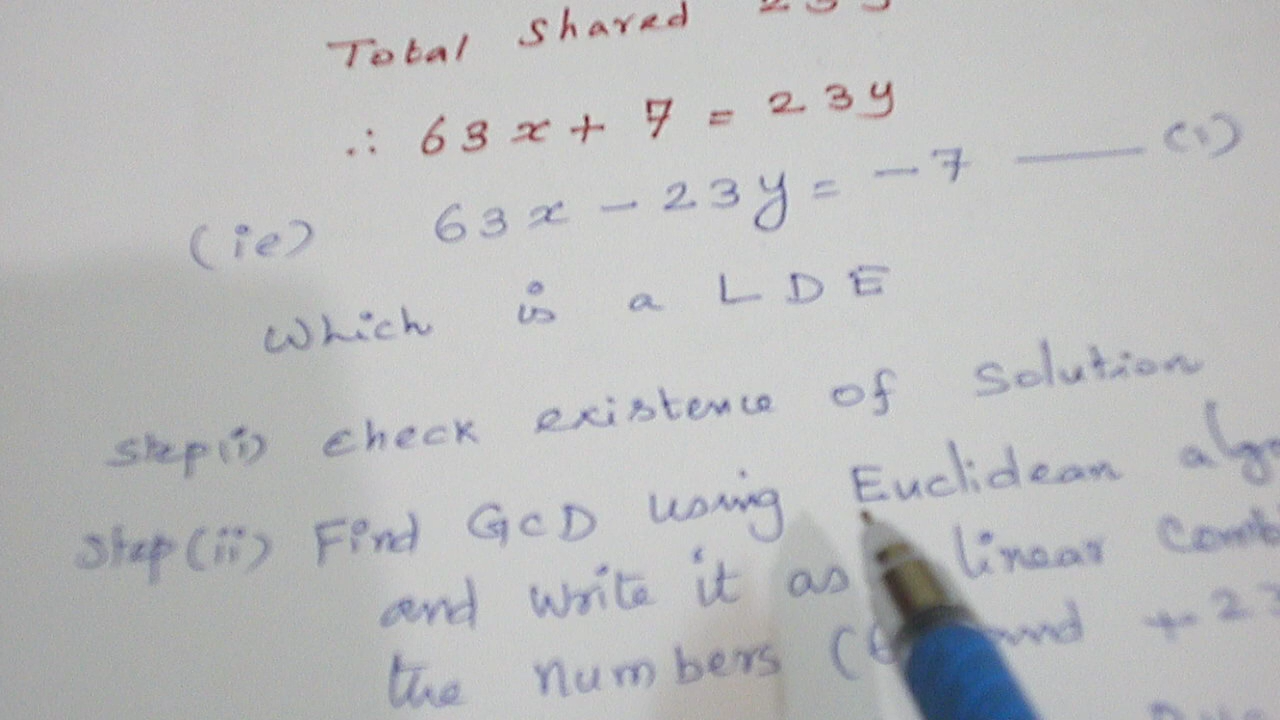 Total Shared 23y
∴ 63x + 7 = 23y
(ie) 63x - 23y = -7 —— (1)
Which is a LDE
Step(i) check existence of Solution
Step(ii) Find GCD using Euclidean
and write it as linear
the numbers